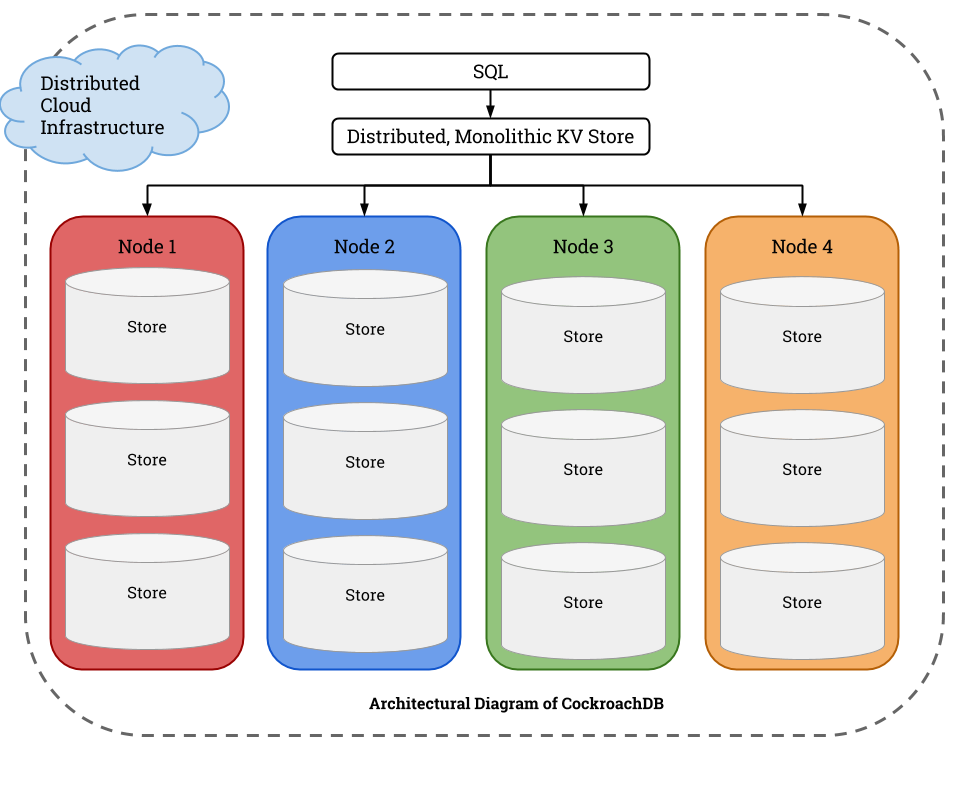 Distributed
Cloud
Infrastructure
SQL
Distributed, Monolithic KV Store
Node 1
Node 2
Node 3
Node 4
Store
Store
Store
Store
Store
Store
Store
Store
Store
Store
Store
Store
Architectural Diagram of CockroachDB